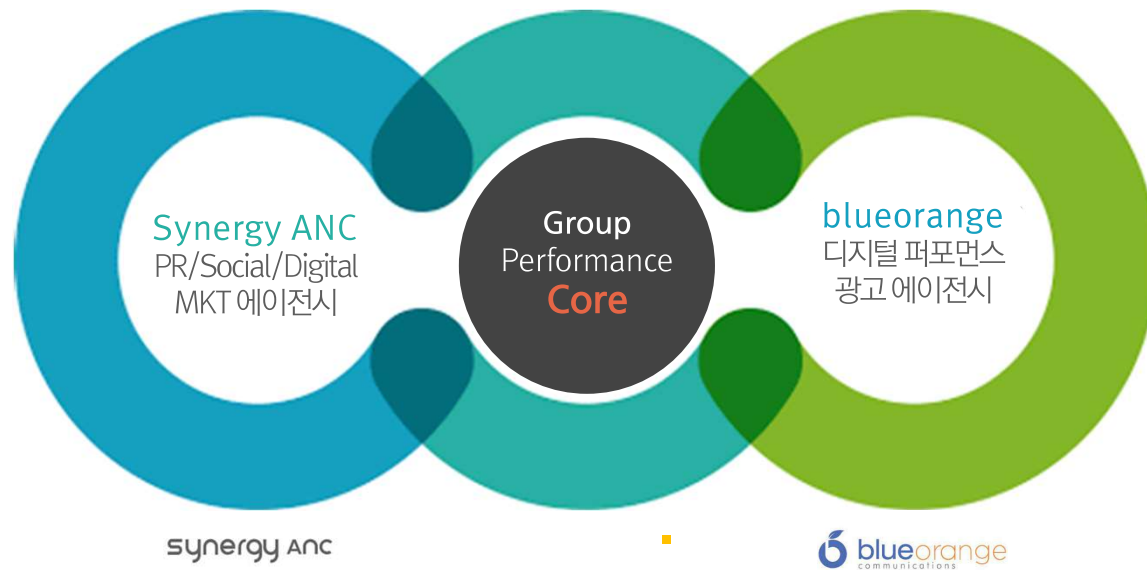 Synergy ANC
PR/Social/Digital
MKT 에이전시
Group
Performance
Core
blueorange
디지털 퍼포먼스
광고 에이전시
synergy ANC
blueorange
communications